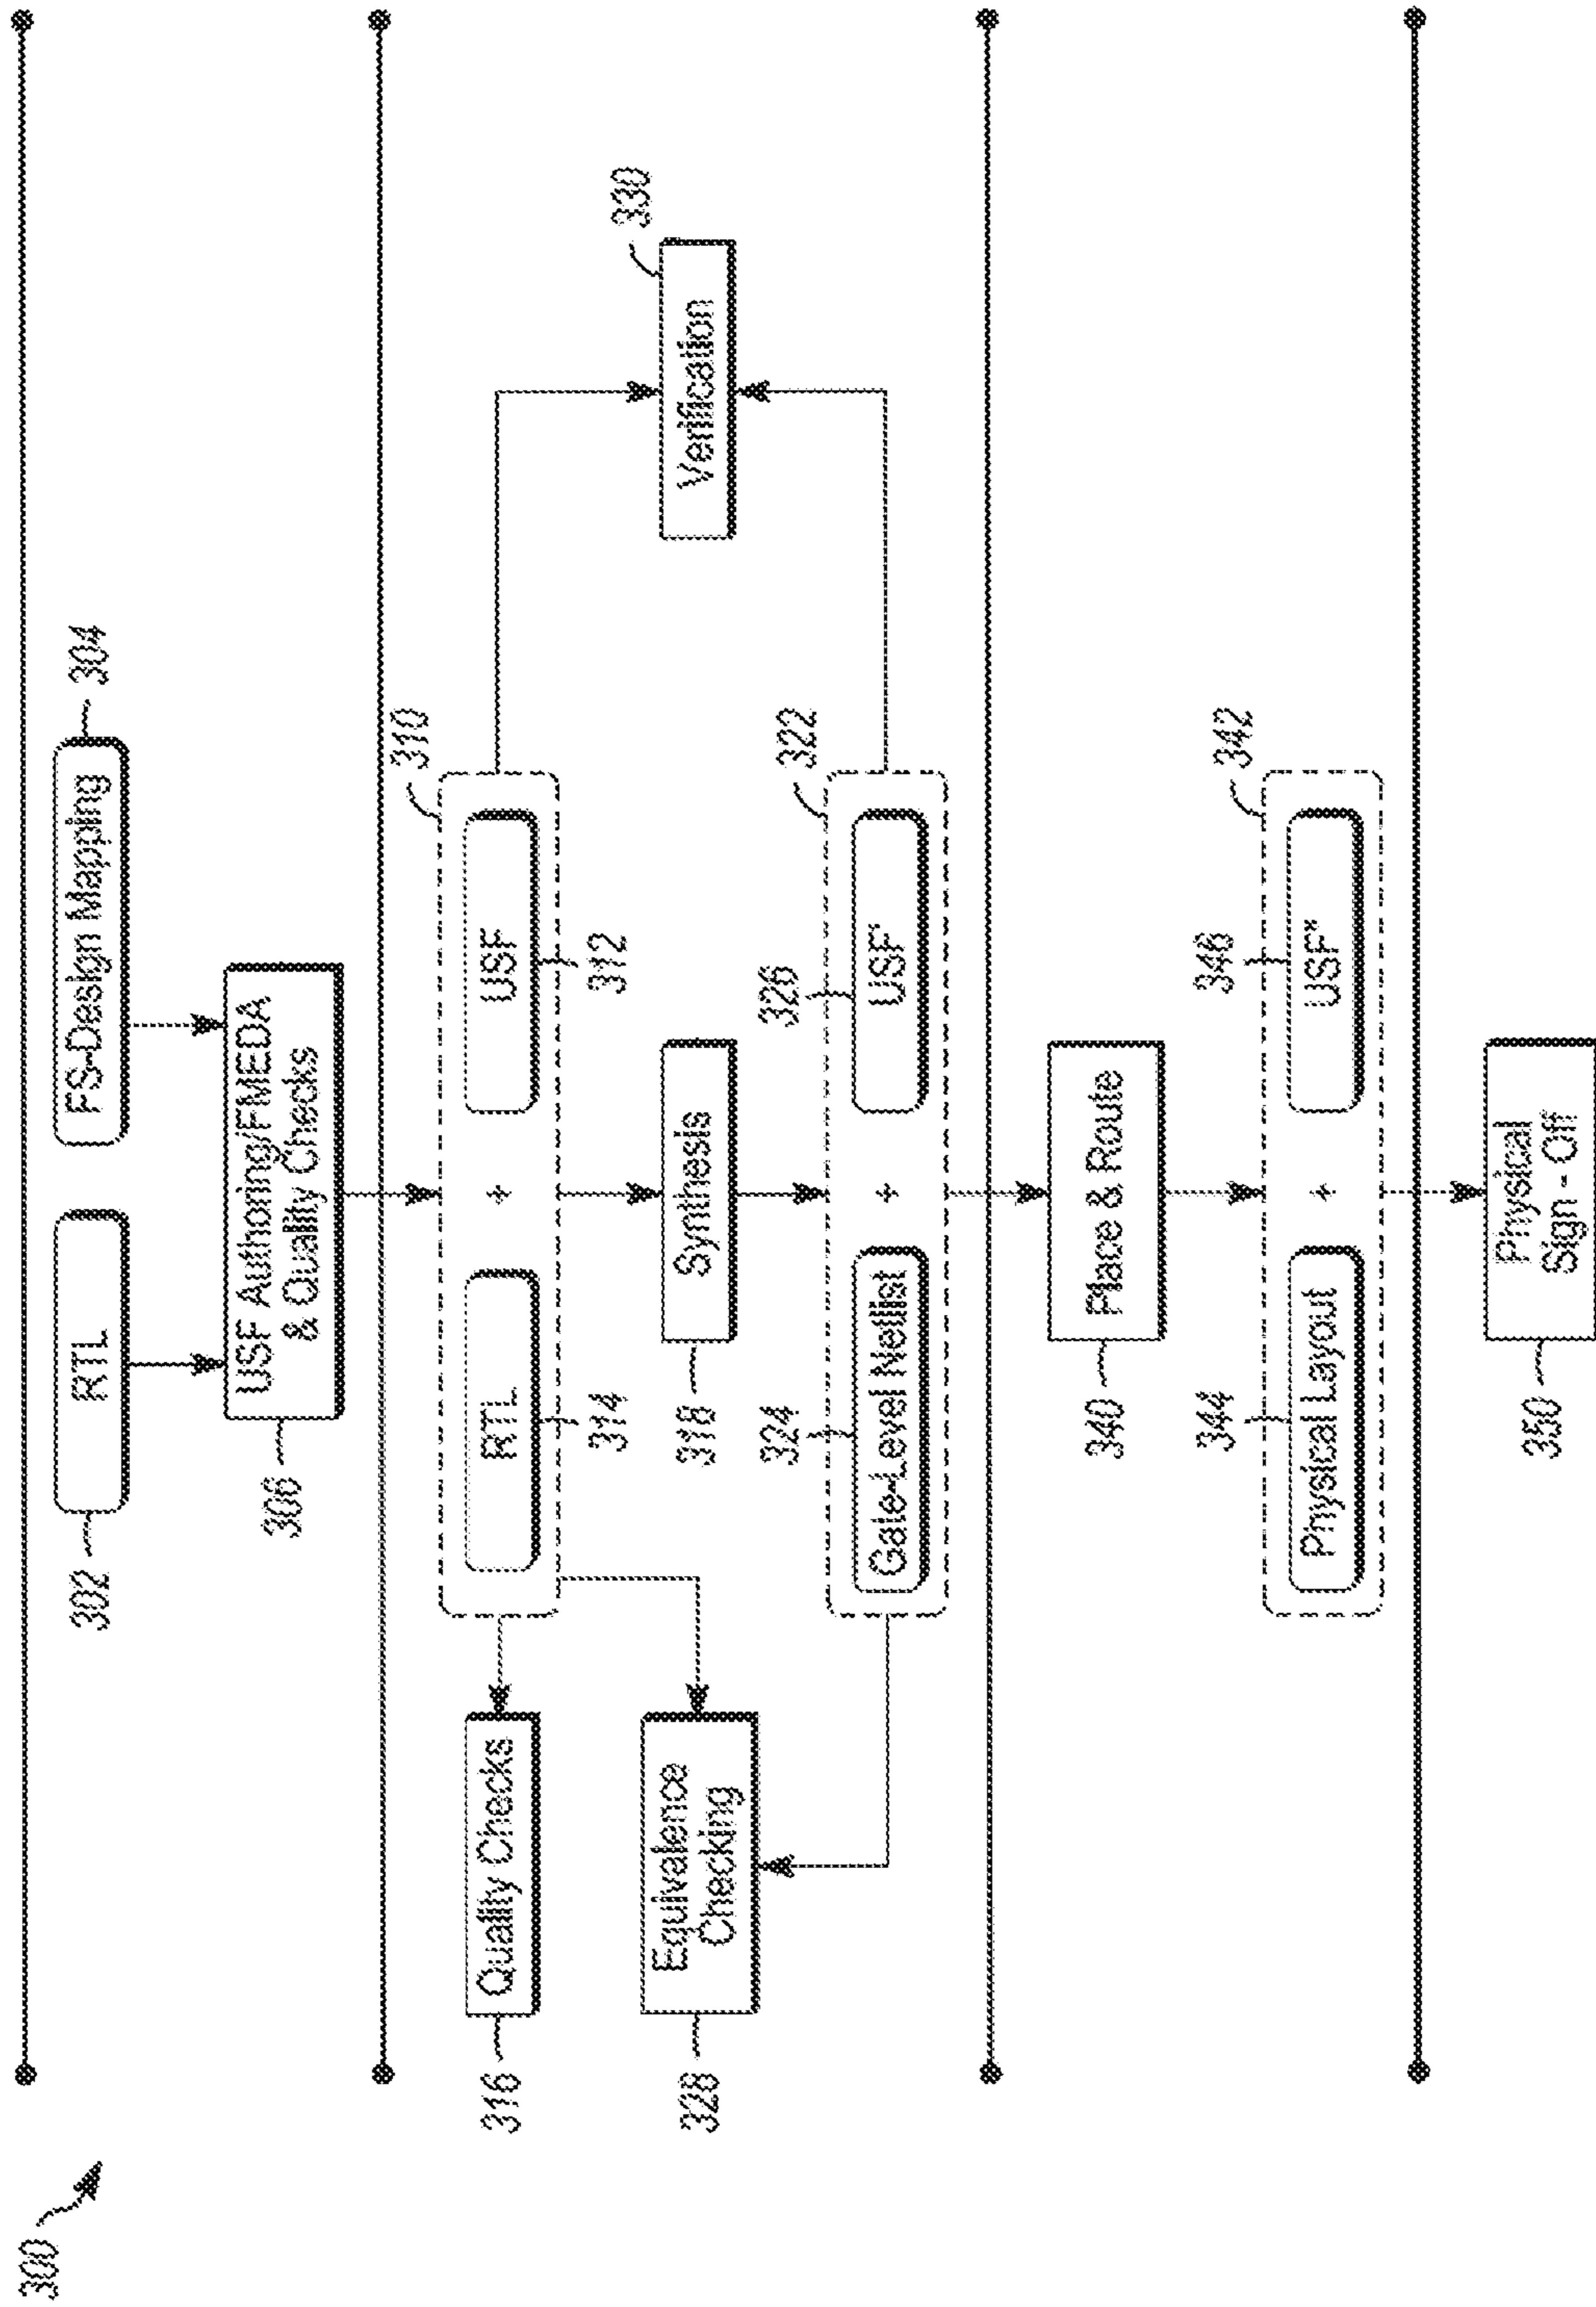 300
302
RTL
FS-Design Mapping
304
306
USF Authoring/FMEDA
& Quality Checks
310
316
Quality Checks
RTL
+
USF
314
312
328
Equivalence
Checking
318
Synthesis
Verification
330
324
326
322
Gate-Level Netlist
+
USF'
340
Place & Route
344
346
342
Physical Layout
+
USF"
350
Physical
Sign - Off